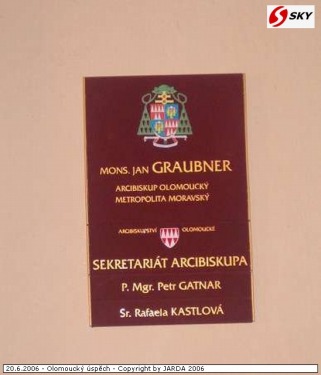 SKY
MONS. JAN GRAUBNER
ARCIBISKUP OLOMOUCKÝ
METROPOLITA MORAVSKÝ
ARCIBISKUPSTVÍ OLOMOUCKÉ
SEKRETARIÁT ARCIBISKUPA
P. Mgr. Petr GATNAR
Sr. Rafaela KASTLOVÁ
20.6.2006 - Olomoucký úspěch - Copyright by JARDA 2006